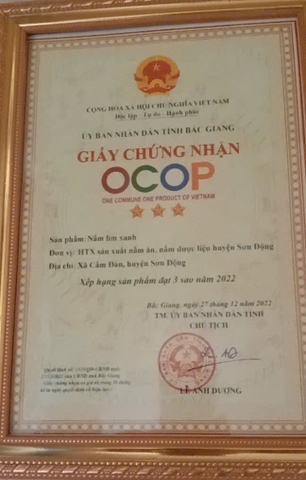 CỘNG HÒA XÃ HỘI CHỦ NGHĨA VIỆT NAM
Độc lập - Tự do - Hạnh phúc
ỦY BAN NHÂN DÂN TỈNH BẮC GIANG
GIẤY CHỨNG NHẬN
OCOP
ONE COMMUNE ONE PRODUCT OF VIETNAM
Sản phẩm: Nấm lim xanh
Đơn vị: HTX sản xuất nấm ăn, nấm dược liệu huyện Sơn Động
Địa chỉ: Xã Cẩm Đàn, huyện Sơn Động
Xếp hạng sản phẩm đạt 3 sao năm 2022
Bắc Giang, ngày 27 tháng 12 năm 2022
TM. ỦY BAN NHÂN DÂN TỈNH
CHỦ TỊCH
LÊ ÁNH DƯƠNG